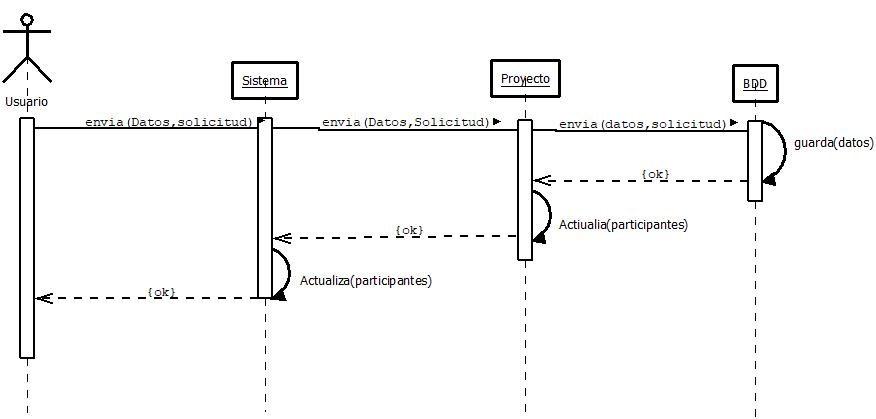 Usuario
Sistema
Proyecto
BDD
envia(Datos,solicitud)
envia(Datos,Solicitud)
envia(datos,solicitud)
guarda(datos)
{ok}
Actiualia(participantes)
{ok}
Actualiza(participantes)
{ok}